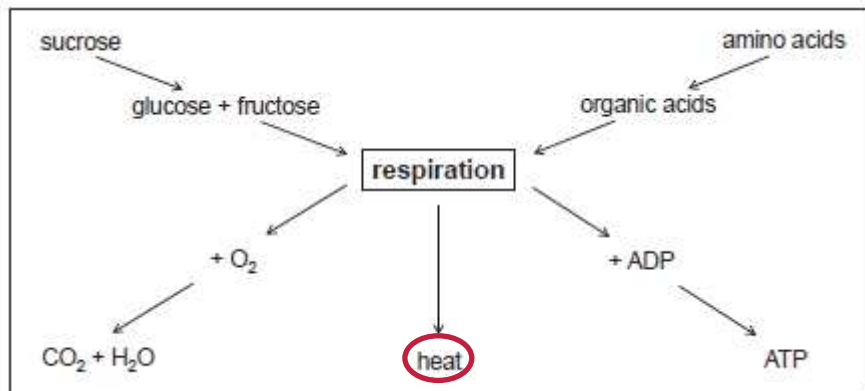 sucrose
amino acids
glucose + fructose
organic acids
respiration
+ O₂
+ ADP
CO₂ + H₂O
heat
ATP